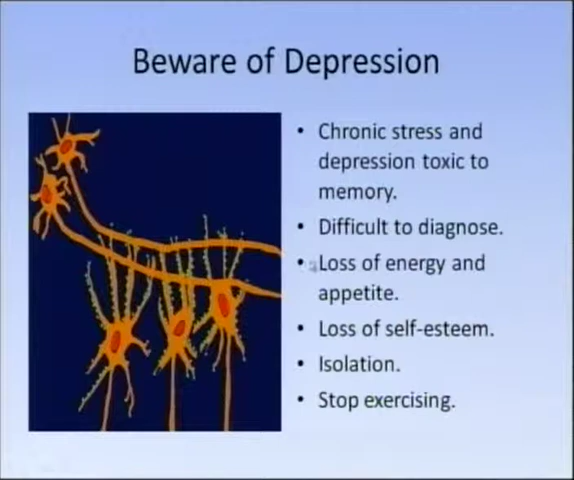 Beware of Depression
• Chronic stress and
depression toxic to
memory.
• Difficult to diagnose.
• Loss of energy and
appetite.
• Loss of self-esteem.
• Isolation.
• Stop exercising.